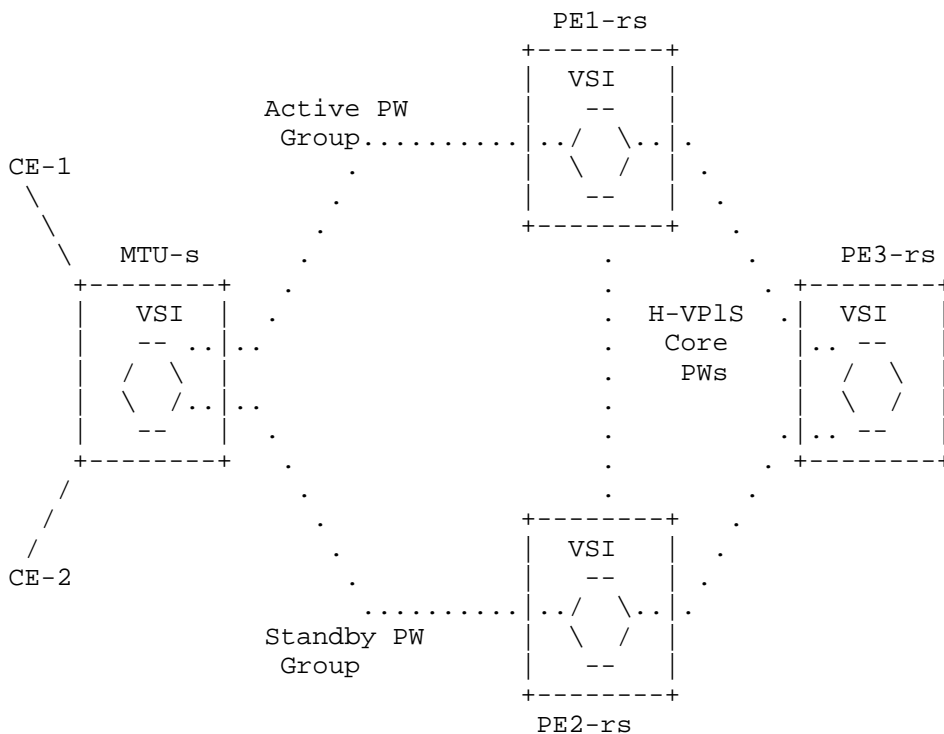 PE1-rs
VSI
Active PW
Group
CE-1
MTU-s
PE3-rs
VSI
H-VPlS
VSI
Core
PWs
VSI
CE-2
Standby PW
Group
PE2-rs